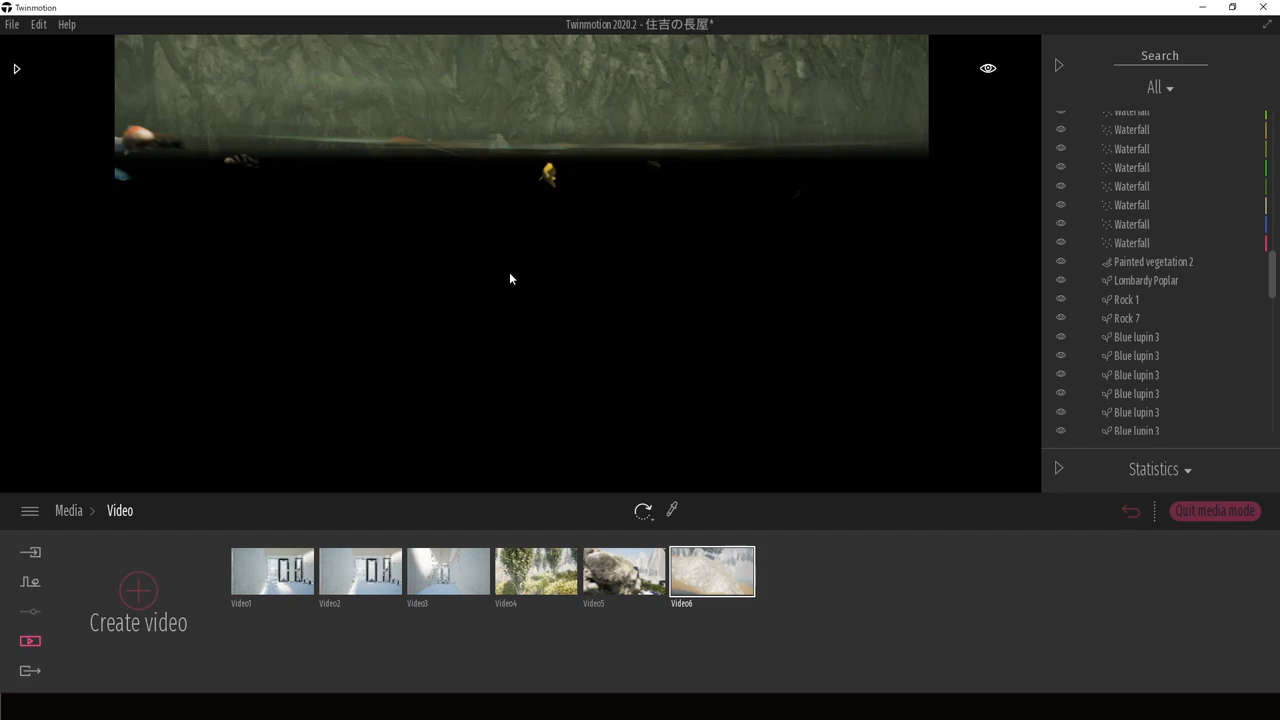 Twinmotion
File Edit Help
Twinmotion 2020.2 - 住吉の長屋*
Search
All
Waterfall
Waterfall
Waterfall
Waterfall
Waterfall
Waterfall
Waterfall
Waterfall
Painted vegetation 2
Lombardy Poplar
Rock 1
Rock 7
Blue lupin 3
Blue lupin 3
Blue lupin 3
Blue lupin 3
Blue lupin 3
Blue lupin 3
Statistics
Media > Video
Quit media mode
Create video
Video1 Video2 Video3 Video4 Video5 Video6